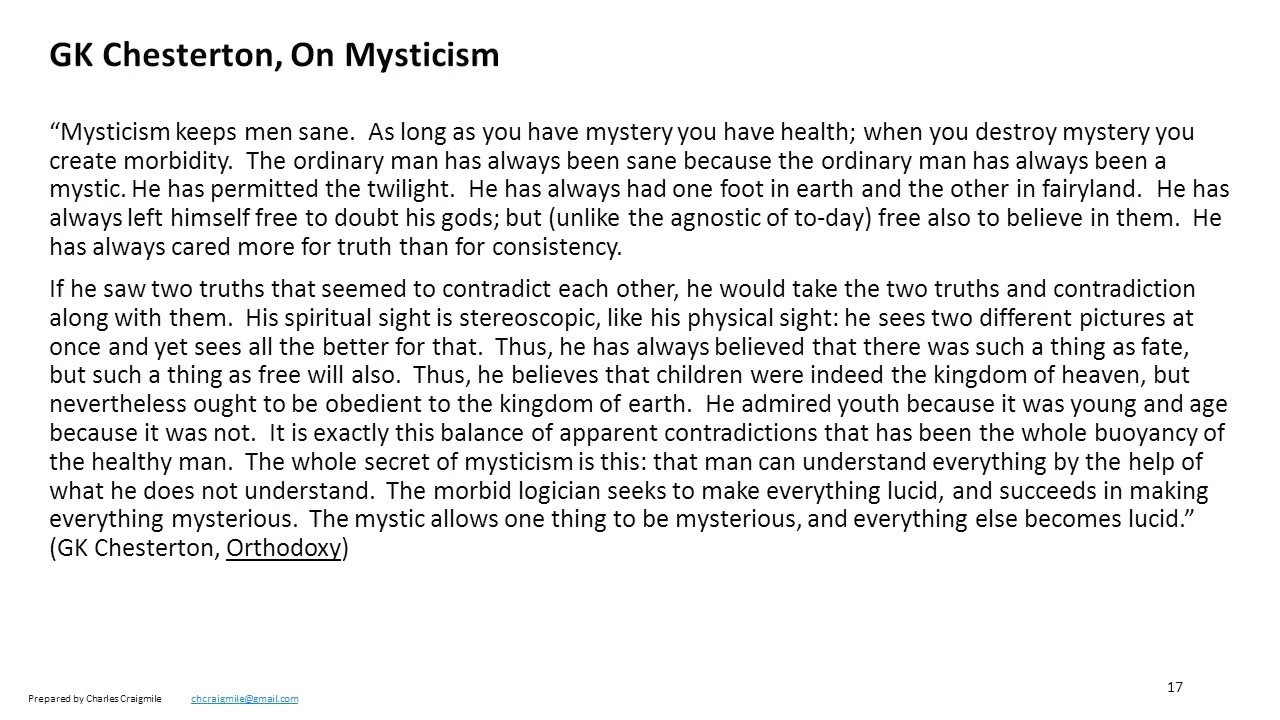 GK Chesterton, On Mysticism
“Mysticism keeps men sane.  As long as you have mystery you have health; when you destroy mystery you
create morbidity.  The ordinary man has always been sane because the ordinary man has always been a
mystic. He has permitted the twilight.  He has always had one foot in earth and the other in fairyland.  He has
always left himself free to doubt his gods; but (unlike the agnostic of to-day) free also to believe in them.  He
has always cared more for truth than for consistency.
If he saw two truths that seemed to contradict each other, he would take the two truths and contradiction
along with them.  His spiritual sight is stereoscopic, like his physical sight: he sees two different pictures at
once and yet sees all the better for that.  Thus, he has always believed that there was such a thing as fate,
but such a thing as free will also.  Thus, he believes that children were indeed the kingdom of heaven, but
nevertheless ought to be obedient to the kingdom of earth.  He admired youth because it was young and age
because it was not.  It is exactly this balance of apparent contradictions that has been the whole buoyancy of
the healthy man.  The whole secret of mysticism is this: that man can understand everything by the help of
what he does not understand.  The morbid logician seeks to make everything lucid, and succeeds in making
everything mysterious.  The mystic allows one thing to be mysterious, and everything else becomes lucid.”
(GK Chesterton, Orthodoxy)
Prepared by Charles Craigmile chcraigmile@gmail.com
17